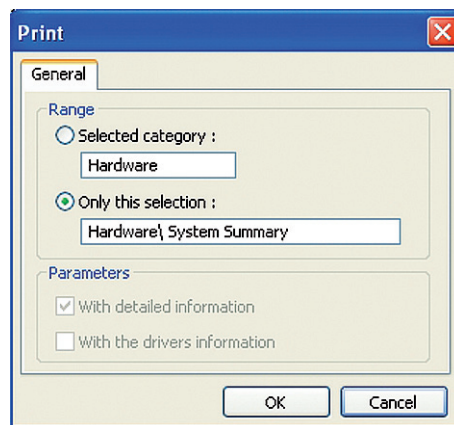 Print
General
Range
Selected category :
Hardware
Only this selection :
Hardware\ System Summary
Parameters
With detailed information
With the drivers information
OK
Cancel